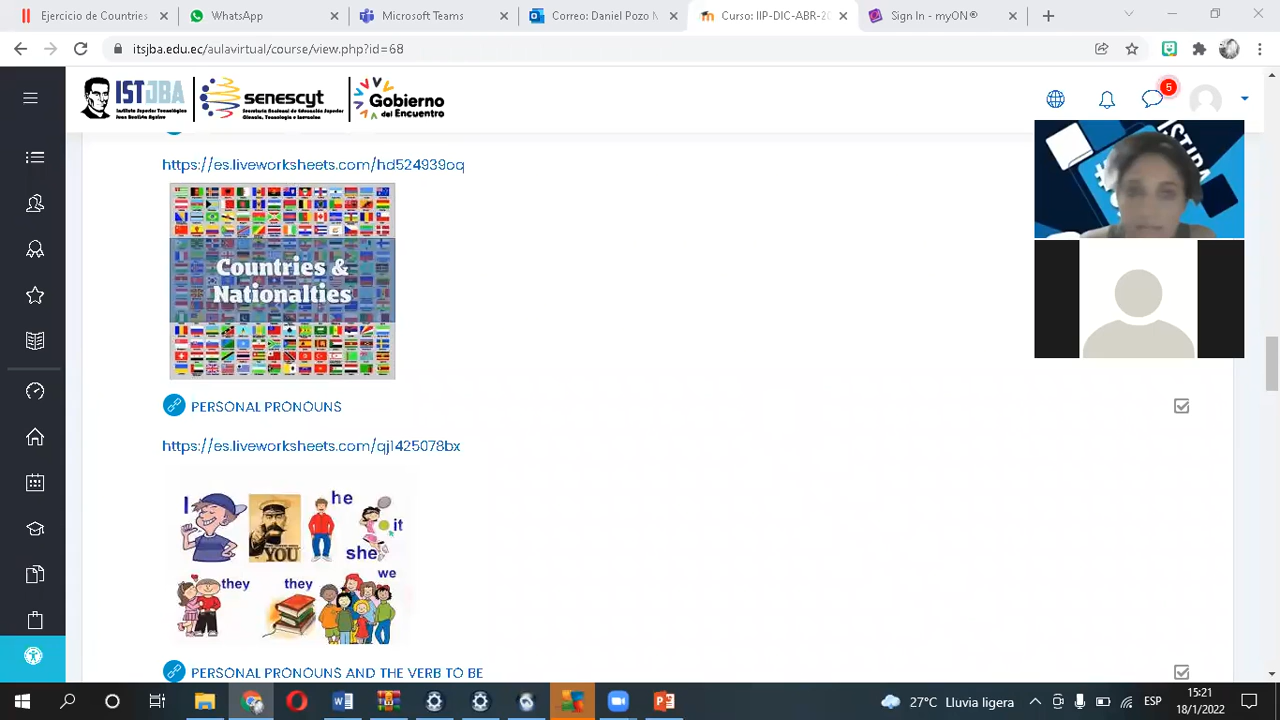 Ejercicio de Countries
WhatsApp
Microsoft Teams
Correo: Daniel Pozo N
Curso: IIP-DIC-ABR-20
Sign In - myON®
itsjba.edu.ec/aulavirtual/course/view.php?id=68
ISTJBA
senescyt
Gobierno
del Encuentro
5
https://es.liveworksheets.com/hd524939oq
Countries &
Nationalties
PERSONAL PRONOUNS
https://es.liveworksheets.com/qj1425078bx
I
YOU
he
it
she
they
they
we
PERSONAL PRONOUNS AND THE VERB TO BE
27°C Lluvia ligera
ESP
15:21
18/1/2022